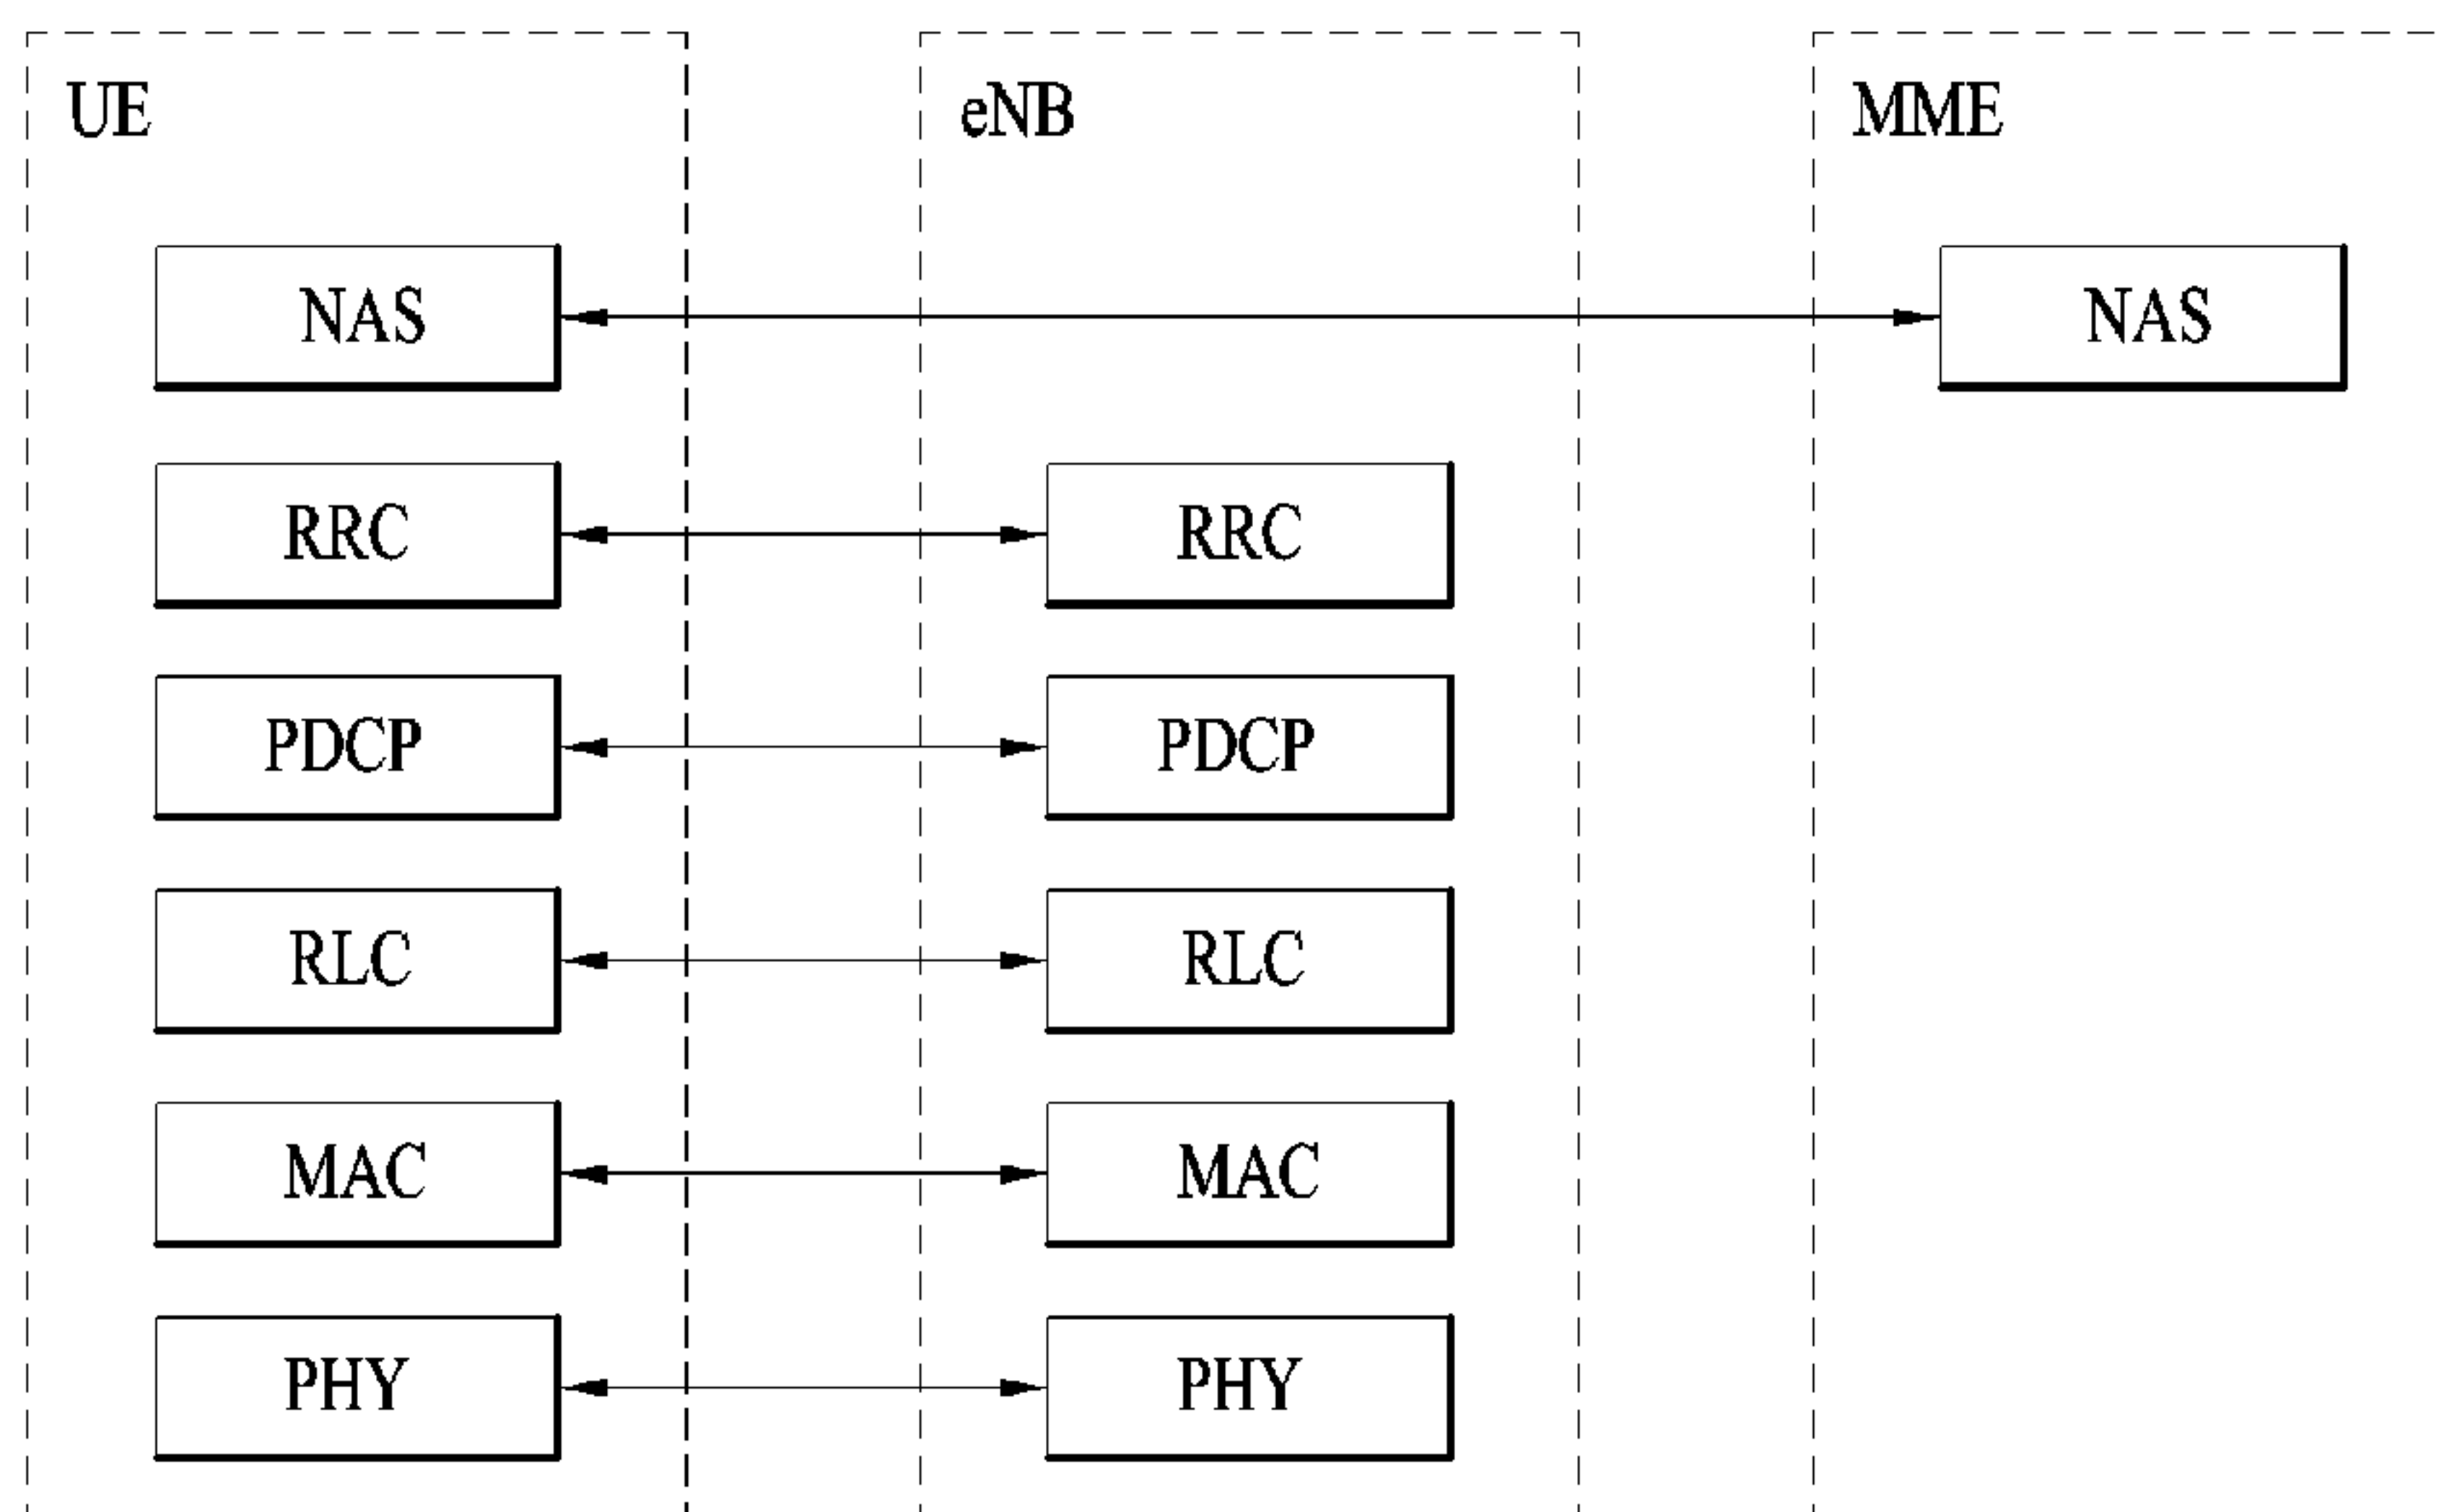 UE eNB MME
NAS NAS
RRC RRC
PDCP PDCP
RLC RLC
MAC MAC
PHY PHY